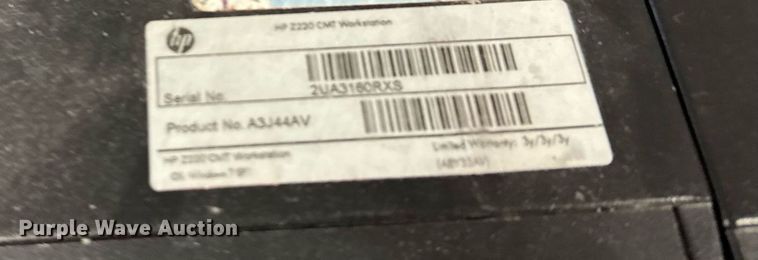 hp
HP Z220 CMT Workstation
Serial No.
2UA3160RXS
Product No. A3J44AV
Limited Warranty: 3y/3y/3y
HP Z220 CMT Workstation
Purple Wave Auction